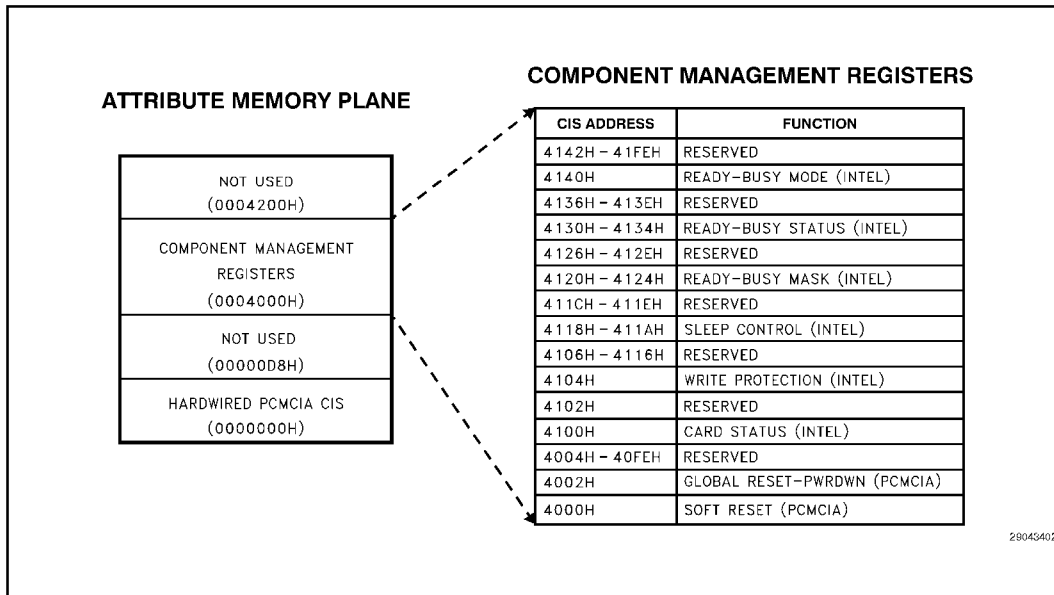 ATTRIBUTE MEMORY PLANE
NOT USED
(0004200H)
COMPONENT MANAGEMENT
REGISTERS
(0004000H)
NOT USED
(00000D8H)
HARDWIRED PCMCIA CIS
(0000000H)
COMPONENT MANAGEMENT REGISTERS
CIS ADDRESS FUNCTION
4142H – 41FEH RESERVED
4140H READY–BUSY MODE (INTEL)
4136H – 413EH RESERVED
4130H – 4134H READY–BUSY STATUS (INTEL)
4126H – 412EH RESERVED
4120H – 4124H READY–BUSY MASK (INTEL)
411CH – 411EH RESERVED
4118H – 411AH SLEEP CONTROL (INTEL)
4106H – 4116H RESERVED
4104H WRITE PROTECTION (INTEL)
4102H RESERVED
4100H CARD STATUS (INTEL)
4004H – 40FEH RESERVED
4002H GLOBAL RESET–PWRDWN (PCMCIA)
4000H SOFT RESET (PCMCIA)
29043402